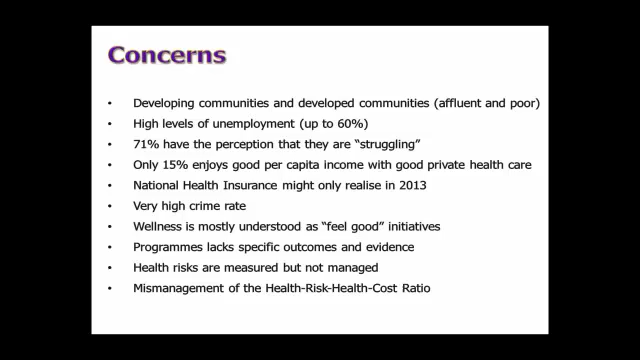 Concerns
• Developing communities and developed communities (affluent and poor)
• High levels of unemployment (up to 60%)
• 71% have the perception that they are “struggling”
• Only 15% enjoys good per capita income with good private health care
• National Health Insurance might only realise in 2013
• Very high crime rate
• Wellness is mostly understood as “feel good” initiatives
• Programmes lacks specific outcomes and evidence
• Health risks are measured but not managed
• Mismanagement of the Health-Risk-Health-Cost Ratio